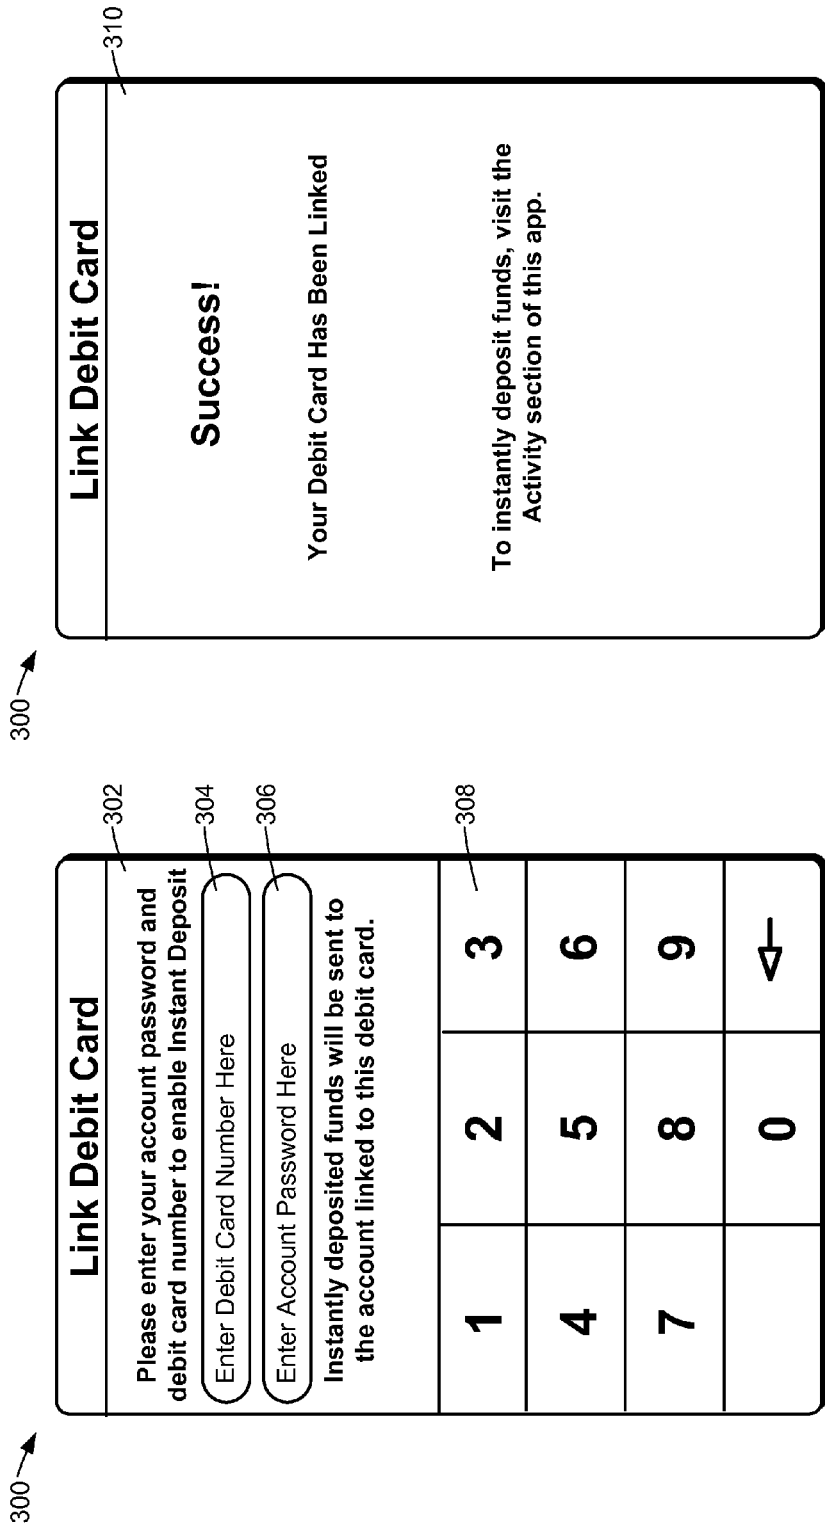 300
Link Debit Card
302
Please enter your account password and
debit card number to enable Instant Deposit
304
Enter Debit Card Number Here
306
Enter Account Password Here
Instantly deposited funds will be sent to
the account linked to this debit card.
308
1 2 3
4 5 6
7 8 9
0
300
Link Debit Card
310
Success!
Your Debit Card Has Been Linked
To instantly deposit funds, visit the
Activity section of this app.